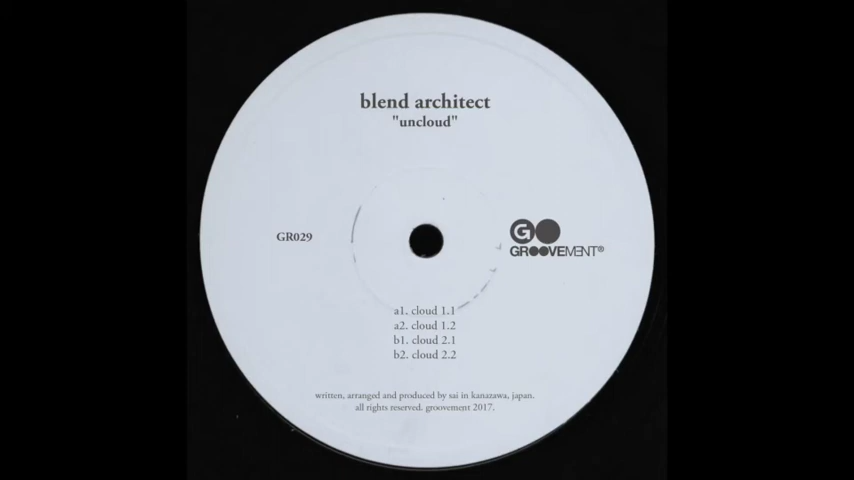 blend architect
"uncloud"
GR029
G
GROOVEMENT®
a1. cloud 1.1
a2. cloud 1.2
b1. cloud 2.1
b2. cloud 2.2
written, arranged and produced by sai in kanazawa, japan.
all rights reserved. groovement 2017.